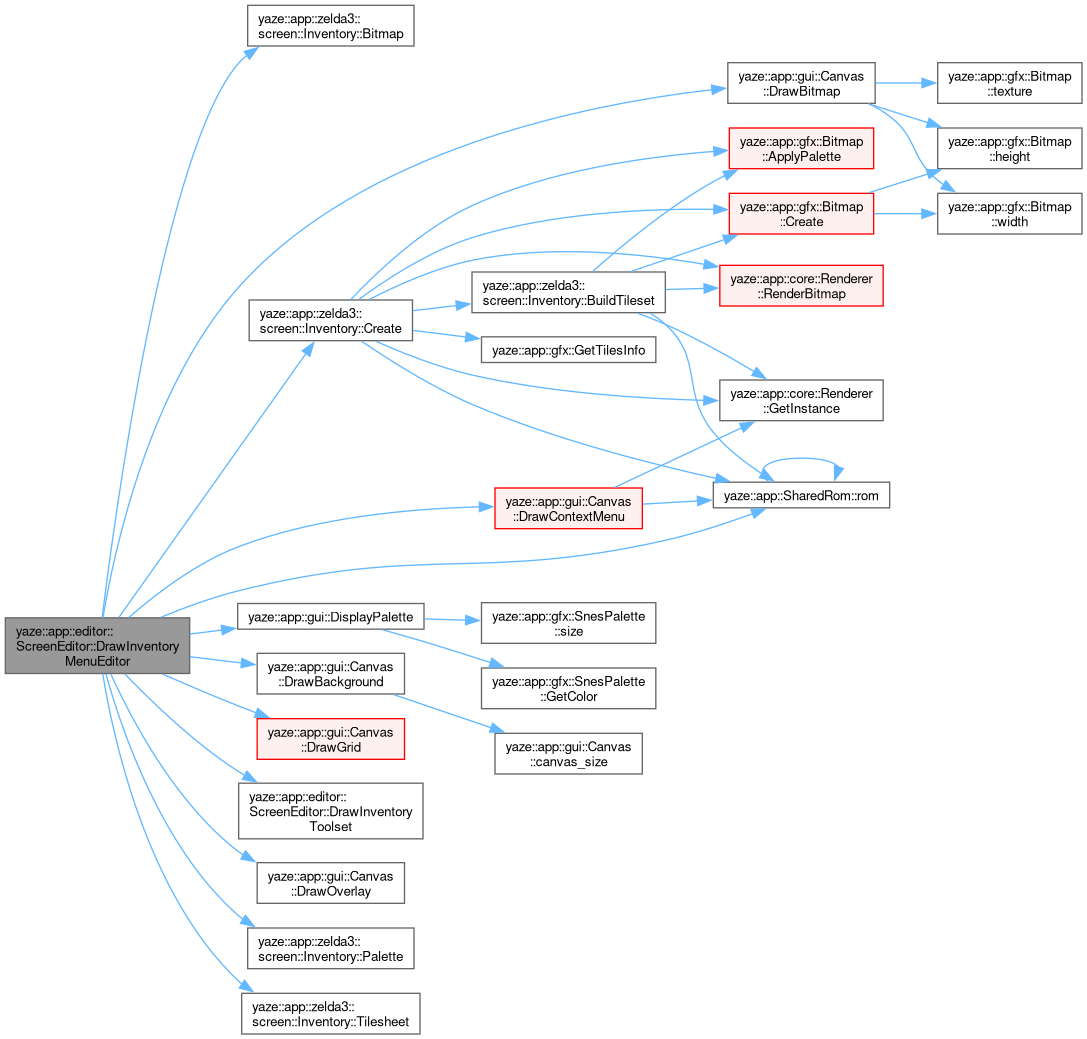 yaze::app::zelda3::
screen::Inventory::Bitmap
yaze::app::gui::Canvas
::DrawBitmap
yaze::app::gfx::Bitmap
::texture
yaze::app::gfx::Bitmap
::ApplyPalette
yaze::app::gfx::Bitmap
::height
yaze::app::gfx::Bitmap
::Create
yaze::app::gfx::Bitmap
::width
yaze::app::core::Renderer
::RenderBitmap
yaze::app::zelda3::
screen::Inventory::BuildTileset
yaze::app::zelda3::
screen::Inventory::Create
yaze::app::gfx::GetTilesInfo
yaze::app::core::Renderer
::GetInstance
yaze::app::gui::Canvas
::DrawContextMenu
yaze::app::SharedRom::rom
yaze::app::editor::
ScreenEditor::DrawInventory
MenuEditor
yaze::app::gui::DisplayPalette
yaze::app::gfx::SnesPalette
::size
yaze::app::gui::Canvas
::DrawBackground
yaze::app::gfx::SnesPalette
::GetColor
yaze::app::gui::Canvas
::DrawGrid
yaze::app::gui::Canvas
::canvas_size
yaze::app::editor::
ScreenEditor::DrawInventory
Toolset
yaze::app::gui::Canvas
::DrawOverlay
yaze::app::zelda3::
screen::Inventory::Palette
yaze::app::zelda3::
screen::Inventory::Tilesheet